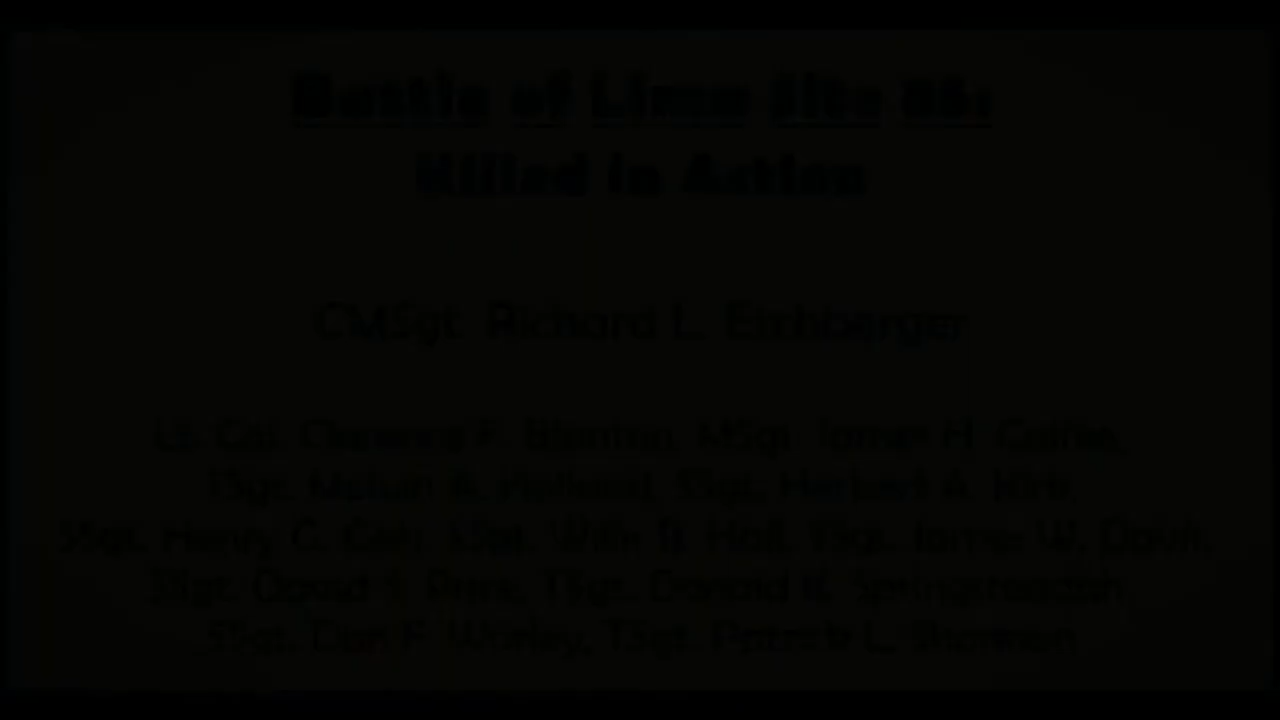 Battle of Lima Site 85:
Killed in Action
CMSgt. Richard L. Etchberger
Lt. Col. Clarence F. Blanton, MSgt. James H. Calfee,
TSgt. Melvin A. Holland, SSgt. Herbert A. Kirk,
SSgt. Henry G. Gish, SSgt. Willis R. Hall, SSgt. James W. Davis,
SSgt. David S. Price, TSgt. Donald K. Springsteadah,
SSgt. Don F. Worley, TSgt. Patrick L. Shannon